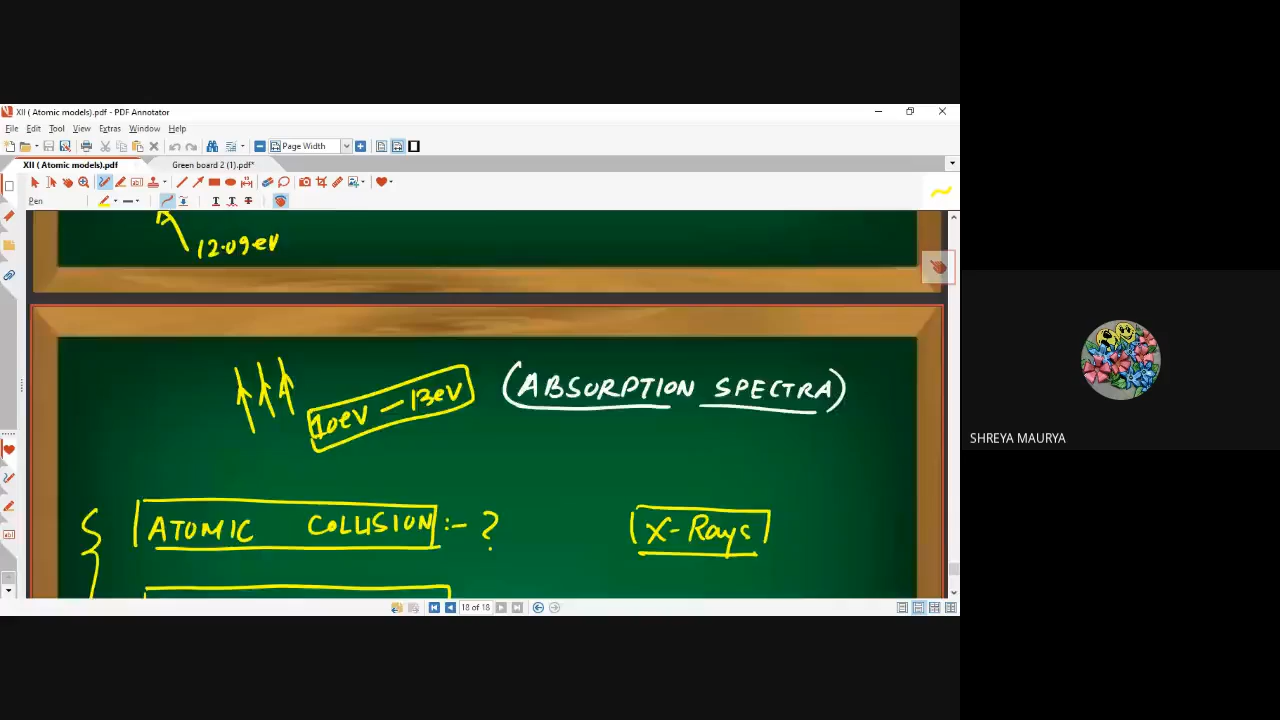 XII ( Atomic models).pdf - PDF Annotator
File Edit Tool View Extras Window Help
Page Width
XII ( Atomic models).pdf
Green board 2 (1).pdf*
Pen
12.09 eV
(ABSORPTION SPECTRA)
10eV — 13eV
ATOMIC COLLISION :- ?
X-Rays
18 of 18
SHREYA MAURYA